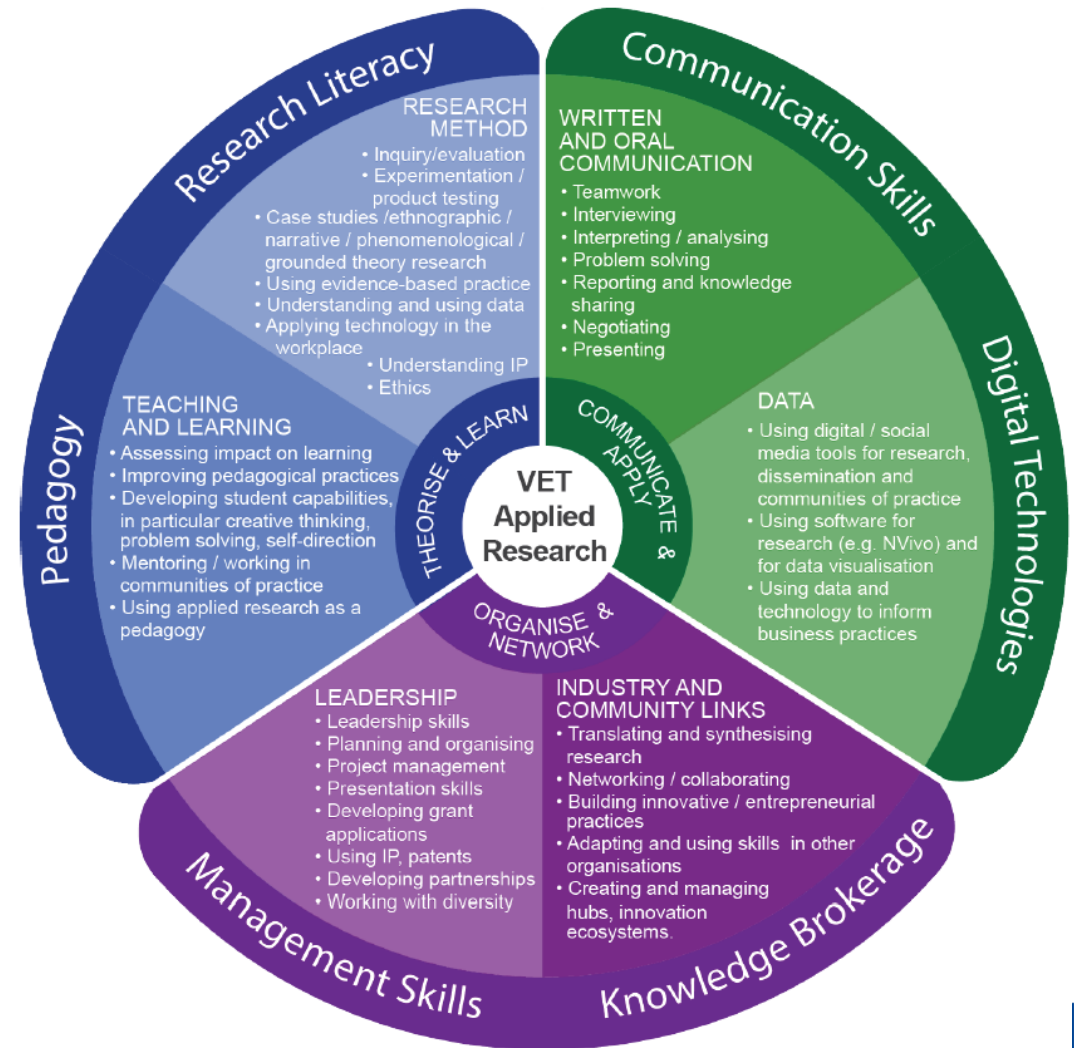 Research Literacy
RESEARCH
METHOD
• Inquiry/evaluation
• Experimentation /
product testing
• Case studies /ethnographic /
narrative / phenomenological /
grounded theory research
• Using evidence-based practice
• Understanding and using data
• Applying technology in the
workplace
• Understanding IP
• Ethics
Communication Skills
WRITTEN
AND ORAL
COMMUNICATION
• Teamwork
• Interviewing
• Interpreting / analysing
• Problem solving
• Reporting and knowledge
sharing
• Negotiating
• Presenting
Pedagogy
TEACHING
AND LEARNING
• Assessing impact on learning
• Improving pedagogical practices
• Developing student capabilities,
in particular creative thinking,
problem solving, self-direction
• Mentoring / working in
communities of practice
• Using applied research as a
pedagogy
THEORISE & LEARN
VET
Applied
Research
COMMUNICATE &
APPLY
ORGANISE &
NETWORK
Digital Technologies
DATA
• Using digital / social
media tools for research,
dissemination and
communities of practice
• Using software for
research (e.g. NVivo) and
for data visualisation
• Using data and
technology to inform
business practices
Management Skills
LEADERSHIP
• Leadership skills
• Planning and organising
• Project management
• Presentation skills
• Developing grant
applications
• Using IP, patents
• Developing partnerships
• Working with diversity
Knowledge Brokerage
INDUSTRY AND
COMMUNITY LINKS
• Translating and synthesising
research
• Networking / collaborating
• Building innovative / entrepreneurial
practices
• Adapting and using skills in other
organisations
• Creating and managing
hubs, innovation
ecosystems.